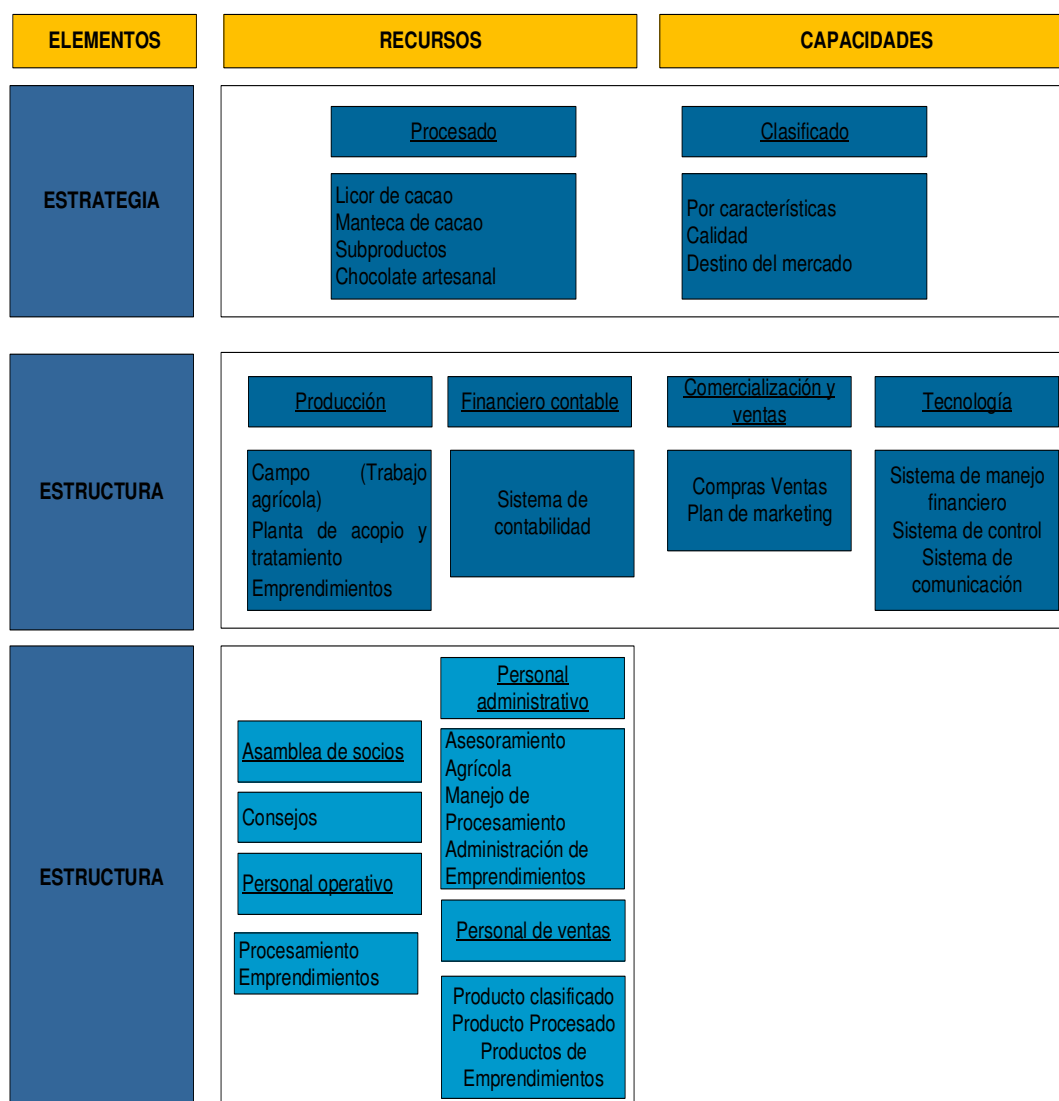 ELEMENTOS
RECURSOS
CAPACIDADES
ESTRATEGIA
Procesado
Licor de cacao
Manteca de cacao
Subproductos
Chocolate artesanal
Clasificado
Por características
Calidad
Destino del mercado
ESTRUCTURA
Producción
Campo (Trabajo
agrícola)
Planta de acopio y
tratamiento
Emprendimientos
Financiero contable
Sistema de
contabilidad
Comercialización y
ventas
Compras Ventas
Plan de marketing
Tecnología
Sistema de manejo
financiero
Sistema de control
Sistema de
comunicación
ESTRUCTURA
Asamblea de socios
Consejos
Personal operativo
Procesamiento
Emprendimientos
Personal
administrativo
Asesoramiento
Agrícola
Manejo de
Procesamiento
Administración de
Emprendimientos
Personal de ventas
Producto clasificado
Producto Procesado
Productos de
Emprendimientos